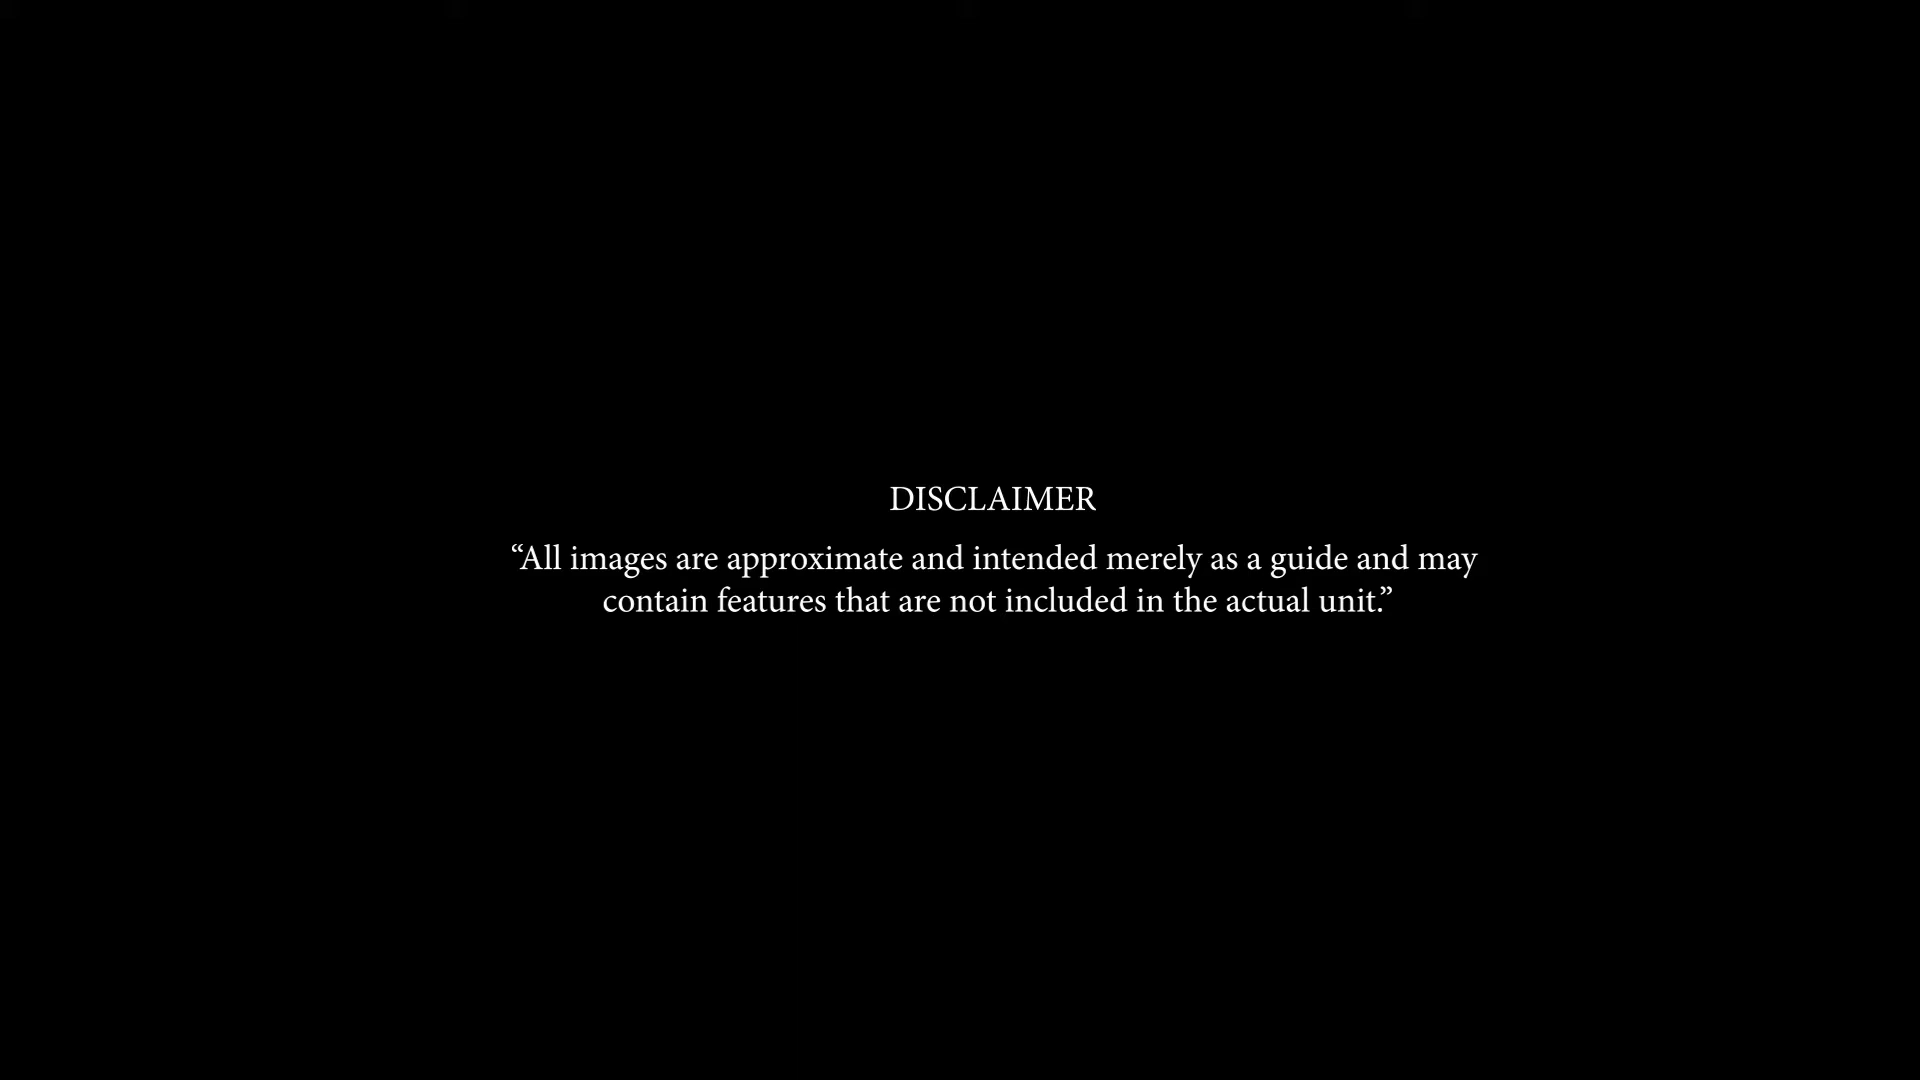 DISCLAIMER
“All images are approximate and intended merely as a guide and may
contain features that are not included in the actual unit.”